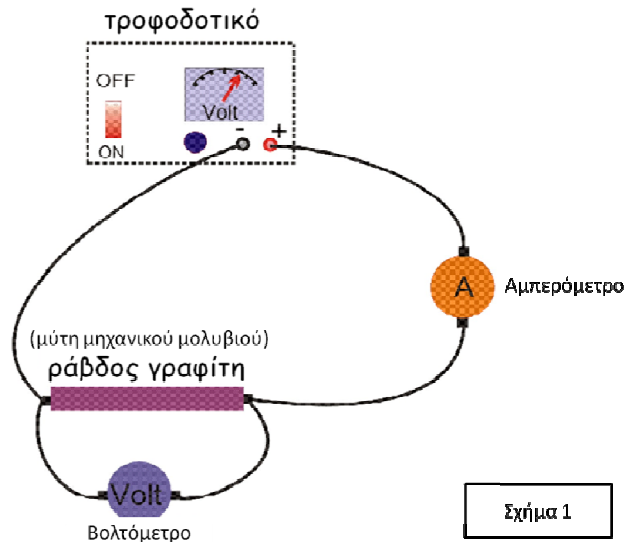 τροφοδοτικό
OFF
ON
Volt
- +
A
Αμπερόμετρο
(μύτη μηχανικού μολυβιού)
ράβδος γραφίτη
Volt
Βολτόμετρο
Σχήμα 1